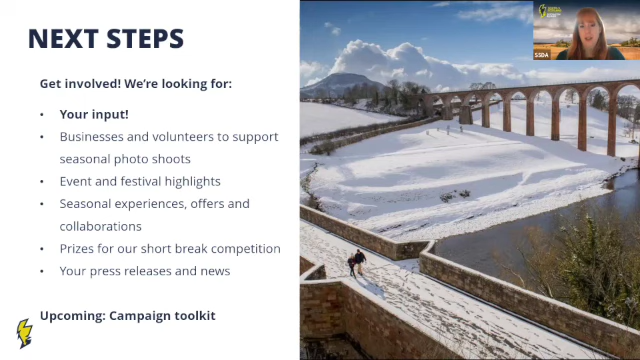 NEXT STEPS
Get involved! We're looking for:
• Your input!
• Businesses and volunteers to support
seasonal photo shoots
• Event and festival highlights
• Seasonal experiences, offers and
collaborations
• Prizes for our short break competition
• Your press releases and news
Upcoming: Campaign toolkit
SSDA